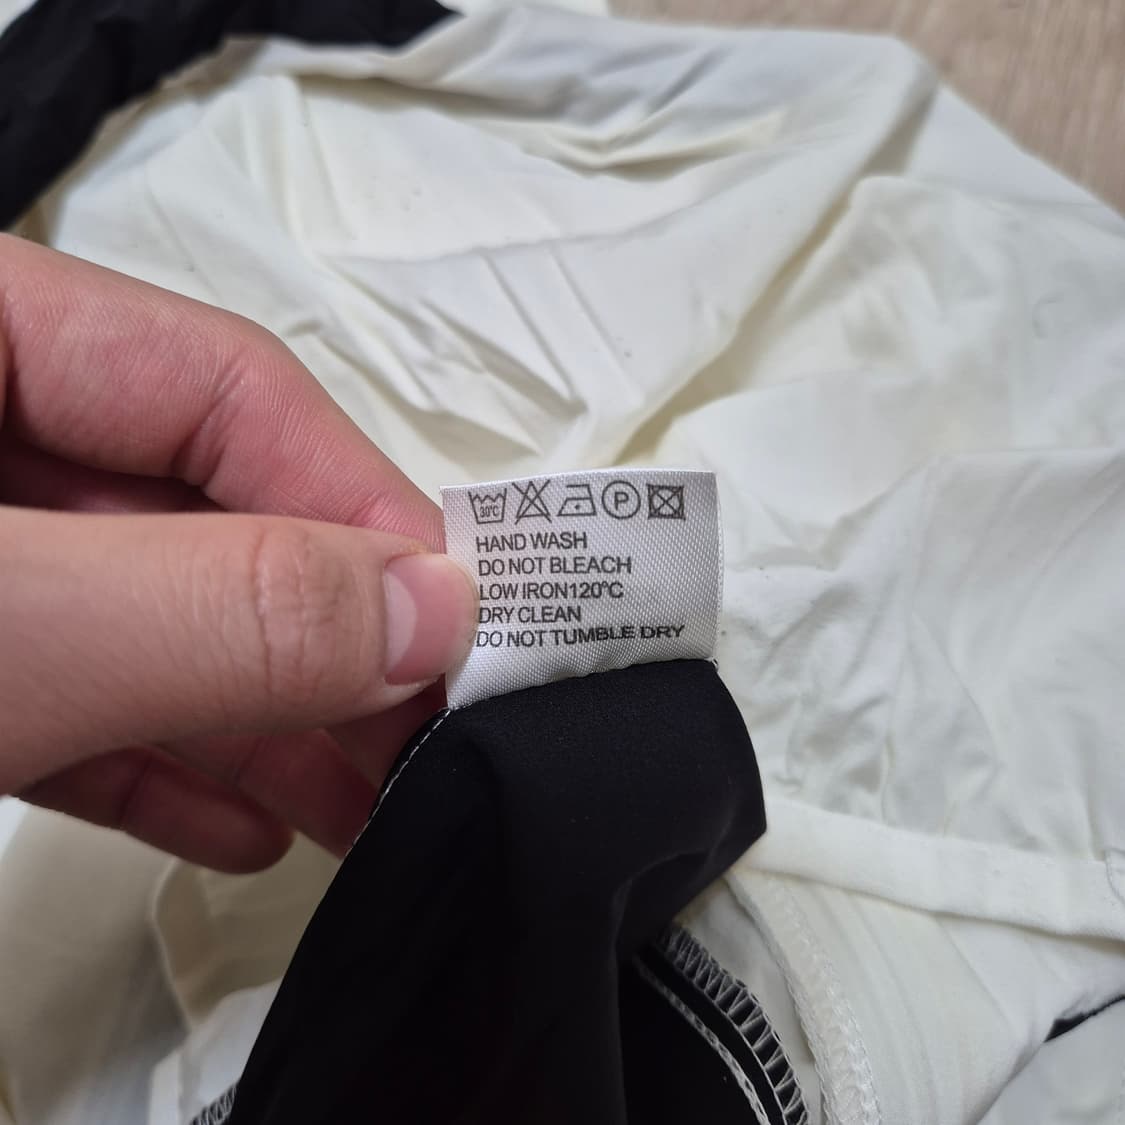 30°C P
HAND WASH
DO NOT BLEACH
LOW IRON120°C
DRY CLEAN
DO NOT TUMBLE DRY